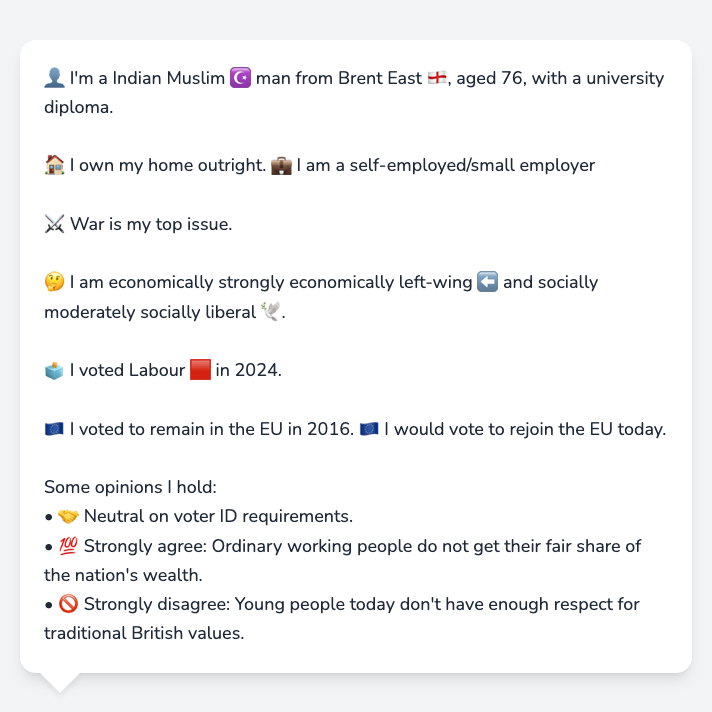 👤 I'm a Indian Muslim ☪️ man from Brent East 🏴󠁧󠁢󠁥󠁮󠁧󠁿, aged 76, with a university
diploma.
🏠 I own my home outright. 💼 I am a self-employed/small employer
⚔️ War is my top issue.
🤔 I am economically strongly economically left-wing ⬅️ and socially
moderately socially liberal 🕊️.
🗳️ I voted Labour 🟥 in 2024.
🇪🇺 I voted to remain in the EU in 2016. 🇪🇺 I would vote to rejoin the EU today.
Some opinions I hold:
• 🤝 Neutral on voter ID requirements.
• 💯 Strongly agree: Ordinary working people do not get their fair share of
the nation's wealth.
• 🚫 Strongly disagree: Young people today don't have enough respect for
traditional British values.